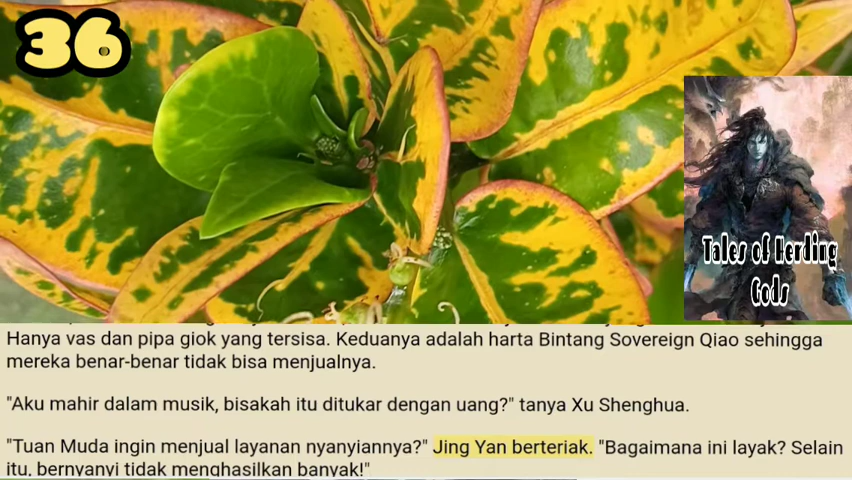 36
Tales of Herding
Gods
Hanya vas dan pipa giok yang tersisa. Keduanya adalah harta Bintang Sovereign Qiao sehingga
mereka benar-benar tidak bisa menjualnya.
"Aku mahir dalam musik, bisakah itu ditukar dengan uang?" tanya Xu Shenghua.
"Tuan Muda ingin menjual layanan nyanyiannya?" Jing Yan berteriak. "Bagaimana ini layak? Selain
itu, bernyanyi tidak menghasilkan banyak!"